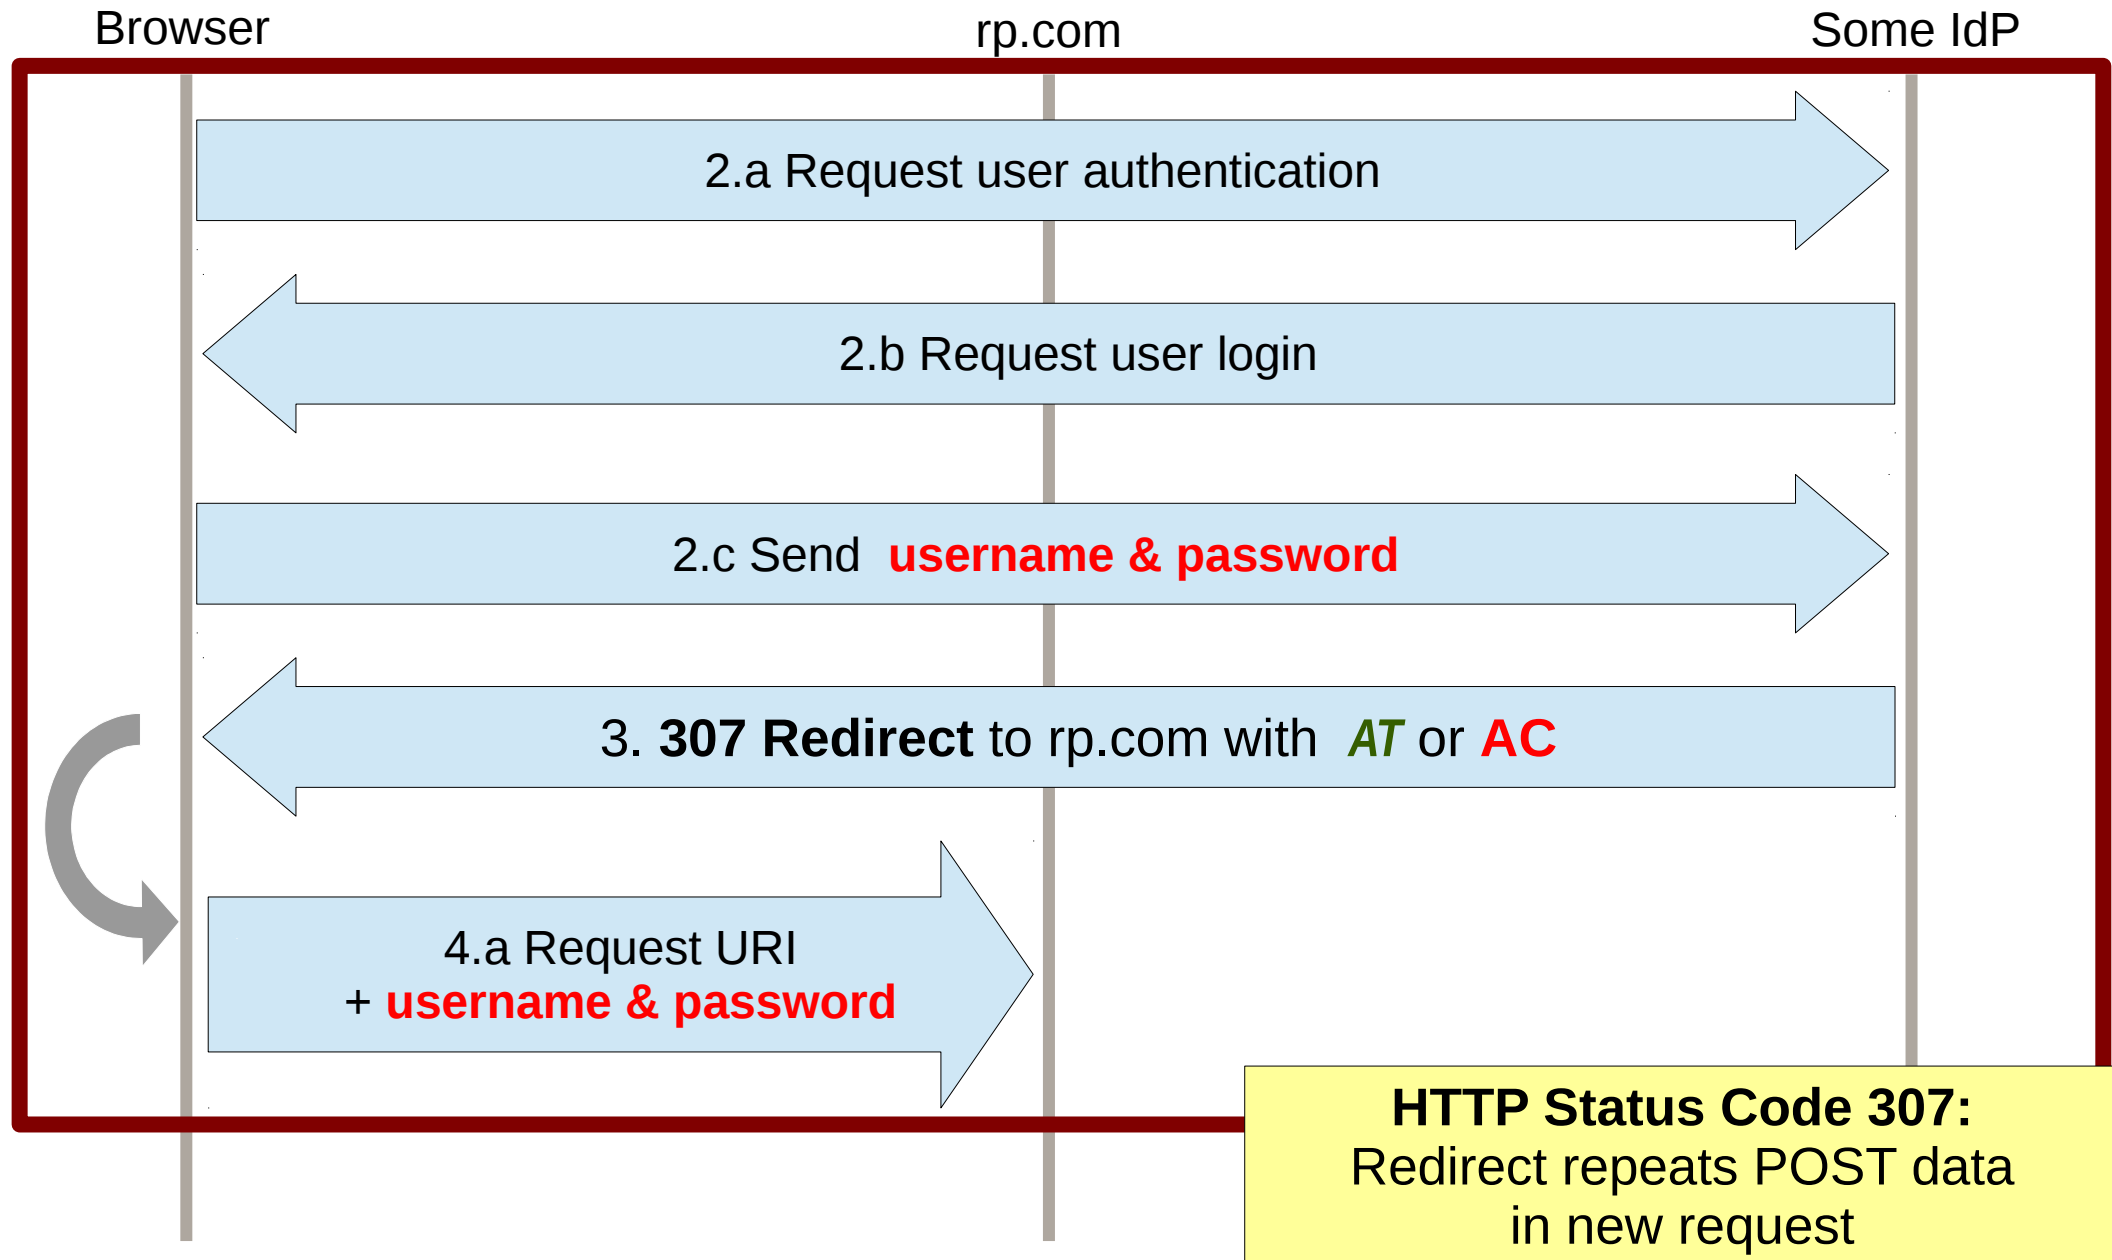 Browser
rp.com
Some IdP
2.a Request user authentication
2.b Request user login
2.c Send username & password
3. 307 Redirect to rp.com with AT or AC
4.a Request URI
+ username & password
HTTP Status Code 307:
Redirect repeats POST data
in new request